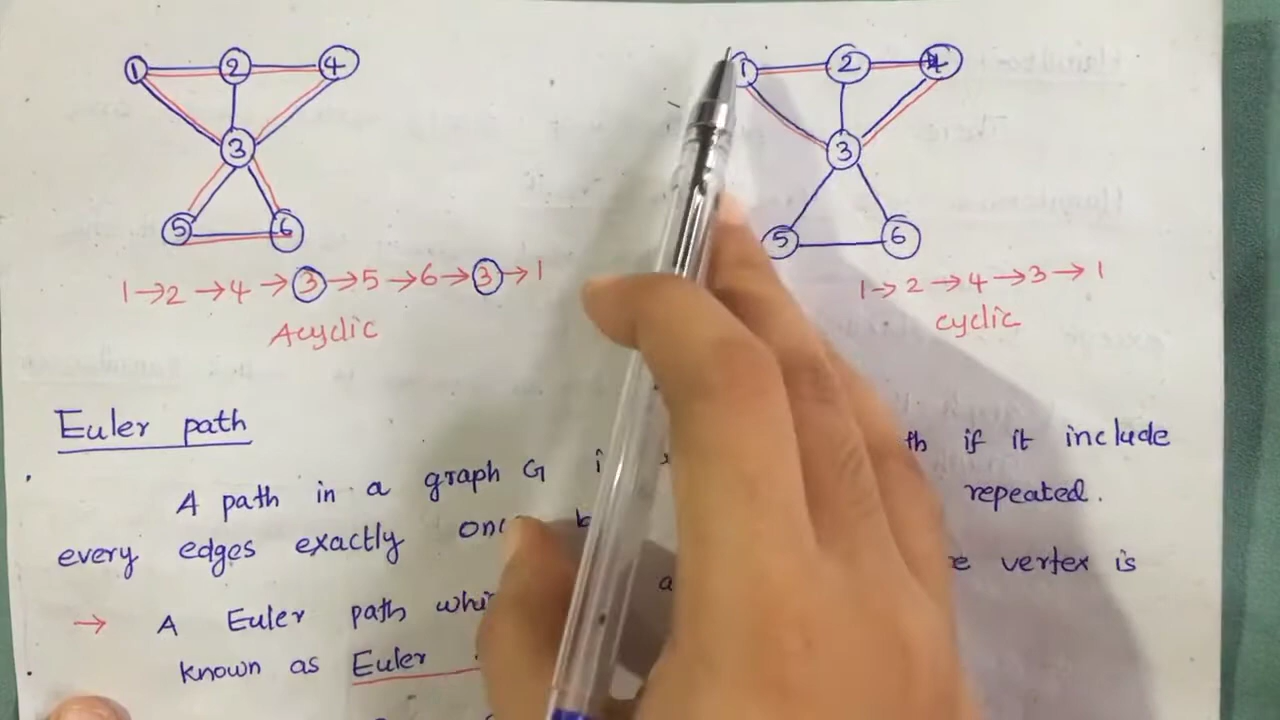 1 2 4
3
5 6
1→2→4→3→5→6→3→1
Acyclic
1 2 4
3
5 6
1→2→4→3→1
cyclic
Euler path
A path in a graph G if it include
every edges exactly repeated.
→ A Euler path vertex is
known as Euler